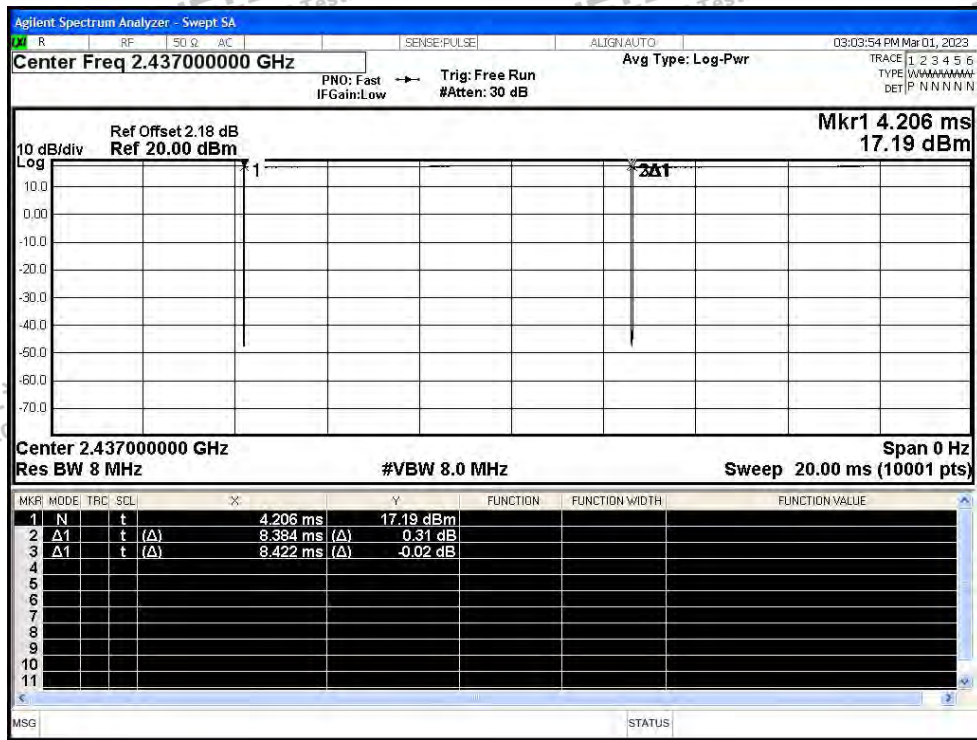 Agilent Spectrum Analyzer - Swept SA
LXI R RF 50 Ω AC SENSE:PULSE ALIGNAUTO 03:03:54 PM Mar 01, 2023
Center Freq 2.437000000 GHz Avg Type: Log-Pwr TRACE 1 2 3 4 5 6
PNO: Fast Trig: Free Run TYPE WWWWWW
IFGain:Low #Atten: 30 dB DET P N N N N N
Mkr1 4.206 ms
17.19 dBm
Ref Offset 2.18 dB
10 dB/div Ref 20.00 dBm
Log
1
3Δ1
10.0
0.00
-10.0
-20.0
-30.0
-40.0
-50.0
-60.0
-70.0
Center 2.437000000 GHz Span 0 Hz
Res BW 8 MHz #VBW 8.0 MHz Sweep 20.00 ms (10001 pts)
MKR MODE TRC SCL X Y FUNCTION FUNCTION WIDTH FUNCTION VALUE
1 N t 4.206 ms 17.19 dBm
2 Δ1 t (Δ) 8.384 ms (Δ) 0.31 dB
3 Δ1 t (Δ) 8.422 ms (Δ) -0.02 dB
4
5
6
7
8
9
10
11
MSG STATUS